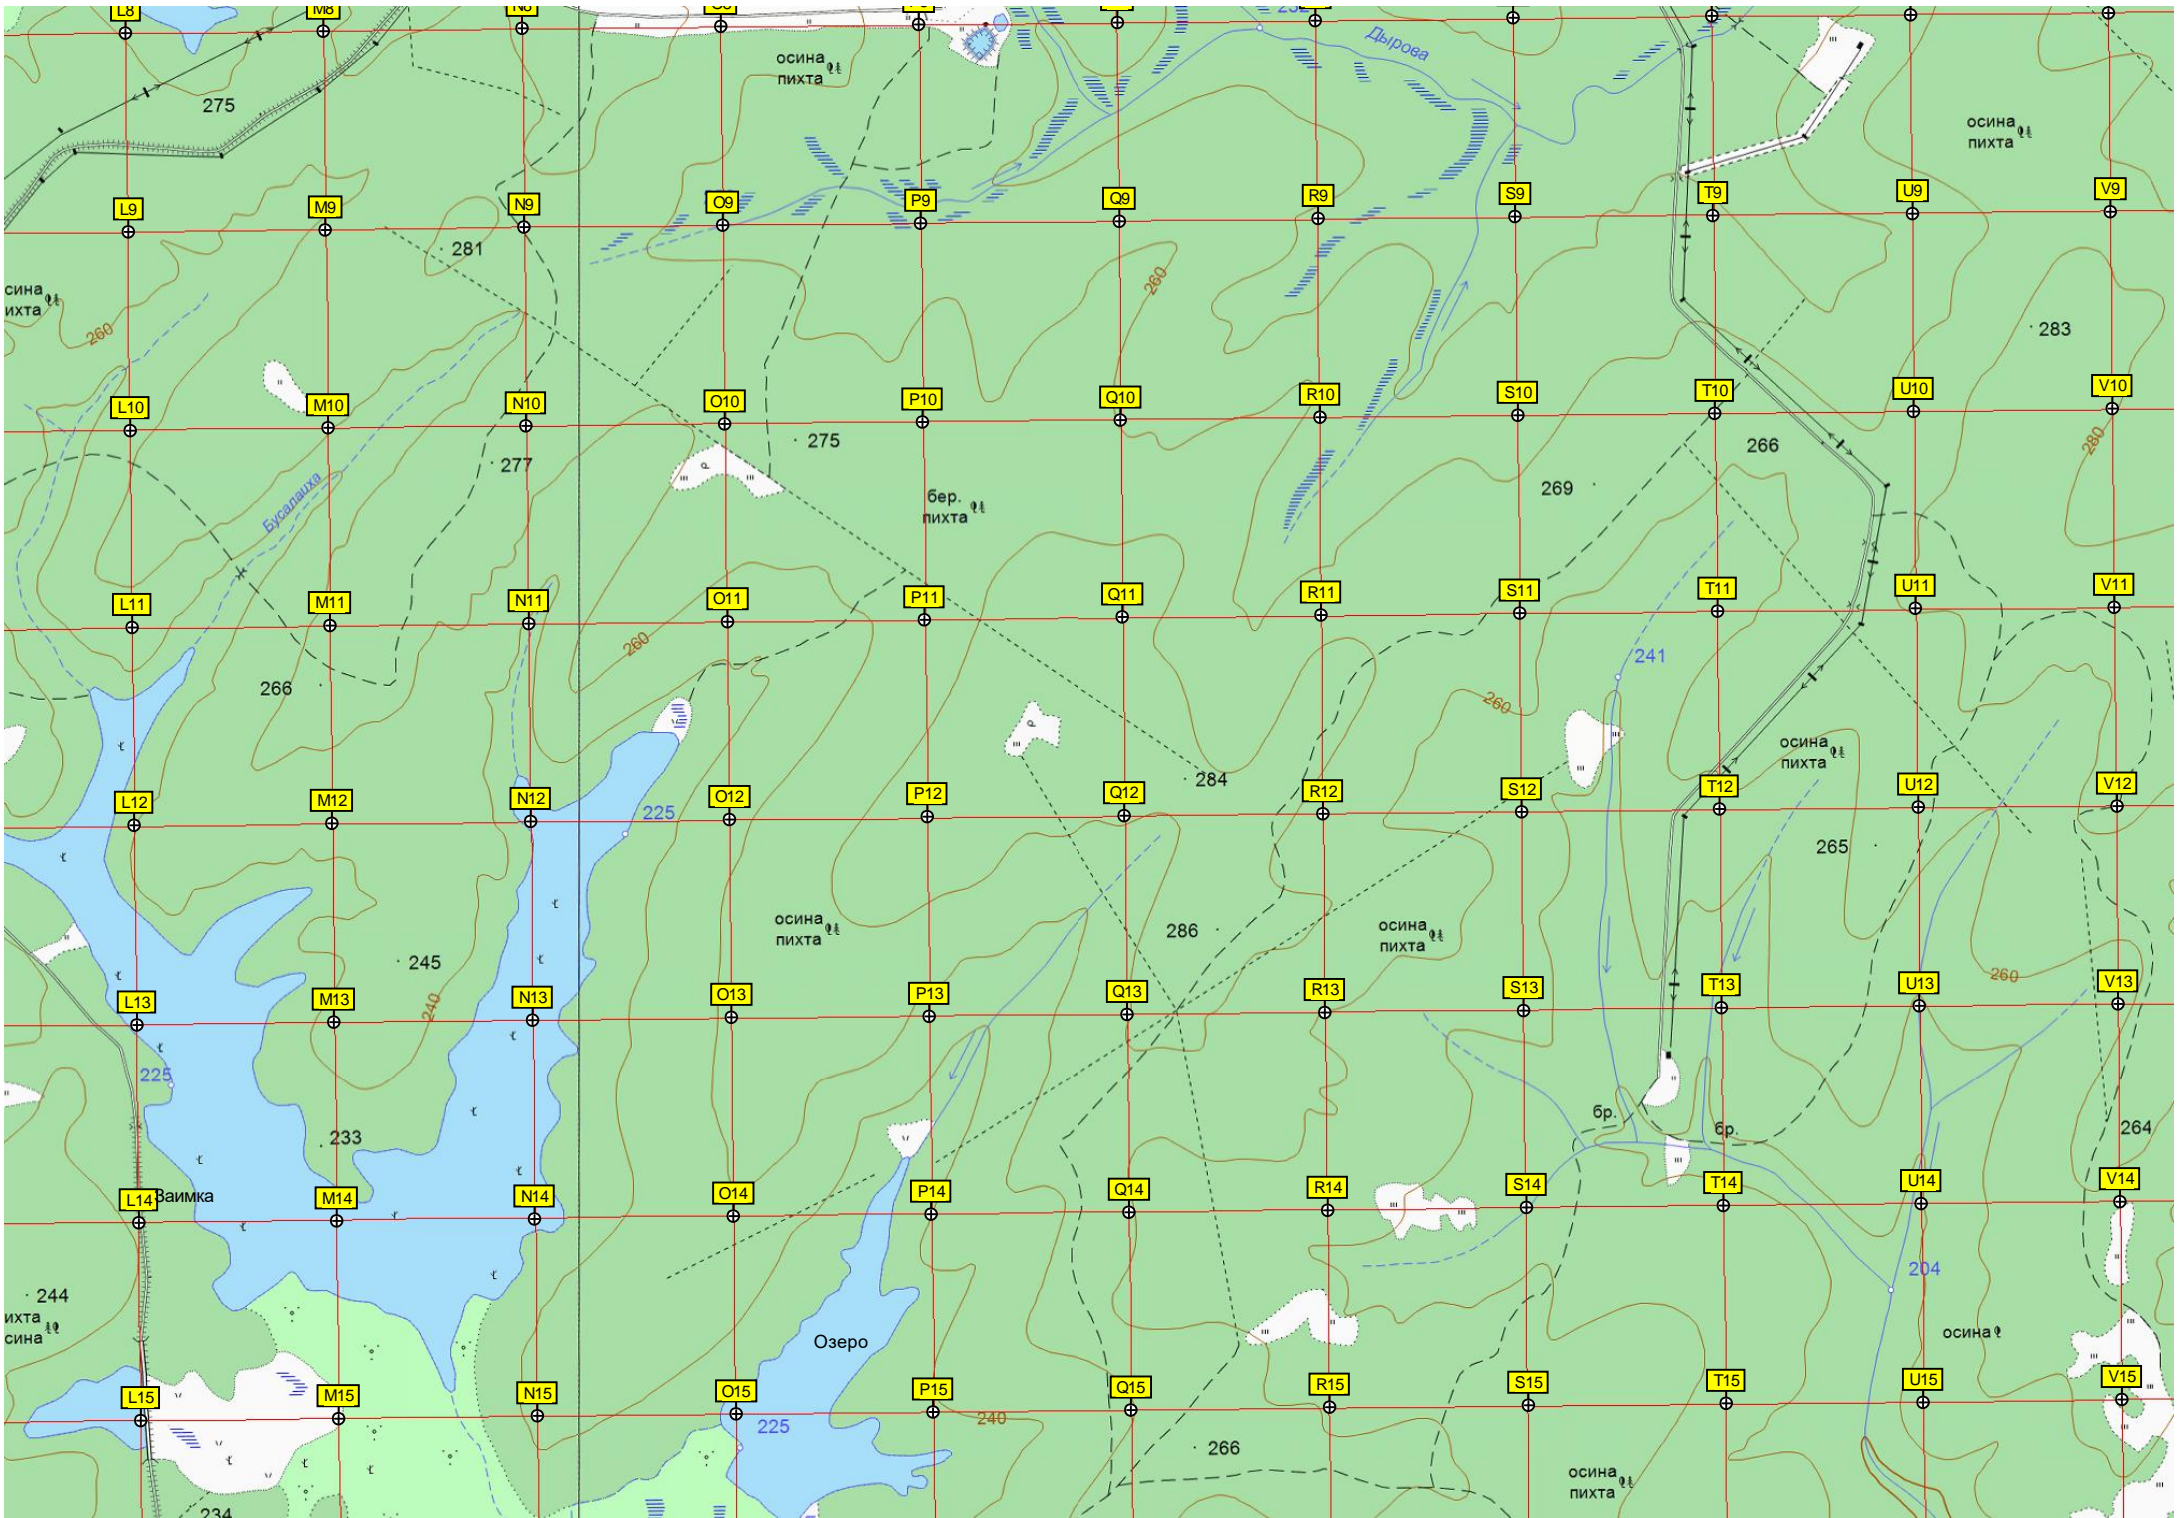 L8
M8
N8
232
Дырова
осина
пихта
275
осина
пихта
L9
M9
N9
O9
P9
Q9
R9
S9
T9
U9
V9
281
сина
ихта
260
260
283
L10
M10
N10
O10
P10
Q10
R10
S10
T10
U10
V10
275
266
280
277
269
Бусалаиха
бер.
пихта
L11
M11
N11
O11
P11
Q11
R11
S11
T11
U11
V11
260
241
266
260
осина
пихта
284
L12
M12
N12
O12
P12
Q12
R12
S12
T12
U12
V12
225
265
осина
пихта
286
осина
пихта
245
260
240
L13
M13
N13
O13
P13
Q13
R13
S13
T13
U13
V13
225
бр.
бр.
264
233
L14
Заимка
M14
N14
O14
P14
Q14
R14
S14
T14
U14
V14
204
244
ихта
сина
Озеро
осина
L15
M15
N15
O15
P15
Q15
R15
S15
T15
U15
V15
225
240
266
осина
пихта
234